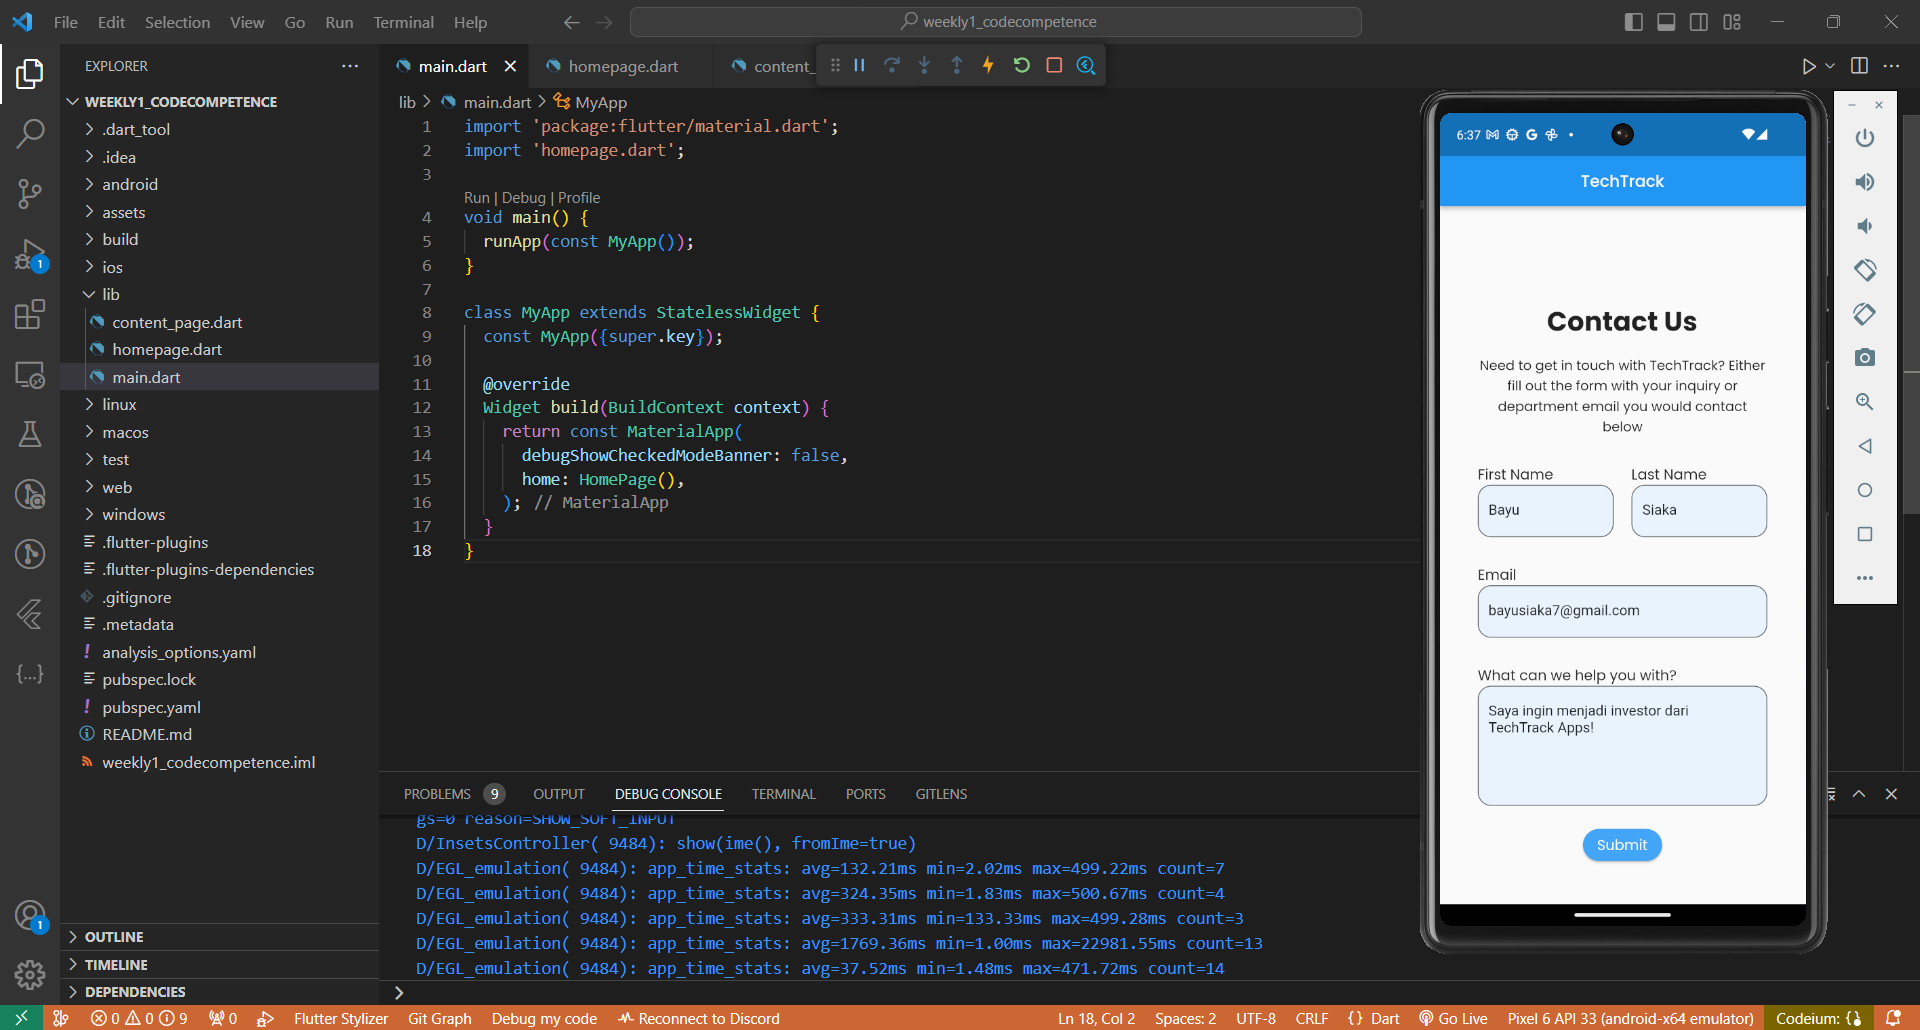 File Edit Selection View Go Run Terminal Help
weekly1_codecompetence
EXPLORER
WEEKLY1_CODECOMPETENCE
.dart_tool
.idea
android
assets
build
ios
lib
content_page.dart
homepage.dart
main.dart
linux
macos
test
web
windows
.flutter-plugins
.flutter-plugins-dependencies
.gitignore
.metadata
analysis_options.yaml
pubspec.lock
pubspec.yaml
README.md
weekly1_codecompetence.iml
OUTLINE
TIMELINE
DEPENDENCIES
1
1
main.dart
homepage.dart
content_
lib > main.dart > MyApp
1 import 'package:flutter/material.dart';
2 import 'homepage.dart';
3
Run | Debug | Profile
4 void main() {
5 runApp(const MyApp());
6 }
7
8 class MyApp extends StatelessWidget {
9 const MyApp({super.key});
10
11 @override
12 Widget build(BuildContext context) {
13 return const MaterialApp(
14 debugShowCheckedModeBanner: false,
15 home: HomePage(),
16 ); // MaterialApp
17 }
18 }
PROBLEMS 9 OUTPUT DEBUG CONSOLE TERMINAL PORTS GITLENS
gs=0 reason=SHOW_SOFT_INPUT
D/InsetsController( 9484): show(ime(), fromIme=true)
D/EGL_emulation( 9484): app_time_stats: avg=132.21ms min=2.02ms max=499.22ms count=7
D/EGL_emulation( 9484): app_time_stats: avg=324.35ms min=1.83ms max=500.67ms count=4
D/EGL_emulation( 9484): app_time_stats: avg=333.31ms min=133.33ms max=499.28ms count=3
D/EGL_emulation( 9484): app_time_stats: avg=1769.36ms min=1.00ms max=22981.55ms count=13
D/EGL_emulation( 9484): app_time_stats: avg=37.52ms min=1.48ms max=471.72ms count=14
6:37
TechTrack
Contact Us
Need to get in touch with TechTrack? Either
fill out the form with your inquiry or
department email you would contact
below
First Name Last Name
Bayu Siaka
Email
bayusiaka7@gmail.com
What can we help you with?
Saya ingin menjadi investor dari
TechTrack Apps!
Submit
0 0 9 0 Flutter Stylizer Git Graph Debug my code Reconnect to Discord Ln 18, Col 2 Spaces: 2 UTF-8 CRLF {} Dart Go Live Pixel 6 API 33 (android-x64 emulator) Codeium: {}